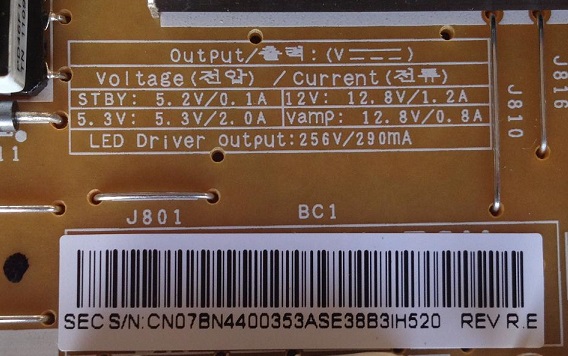 Output/출력:(V ⎓)
Voltage(전압) / Current(전류)
STBY: 5.2V/0.1A 12V: 12.8V/1.2A
5.3V: 5.3V/2.0A Vamp: 12.8V/0.8A
LED Driver output:256V/290mA
J810
J816
J801
BC1
SEC S/N:CN07BN4400353ASE38B3IH520 REV R.E